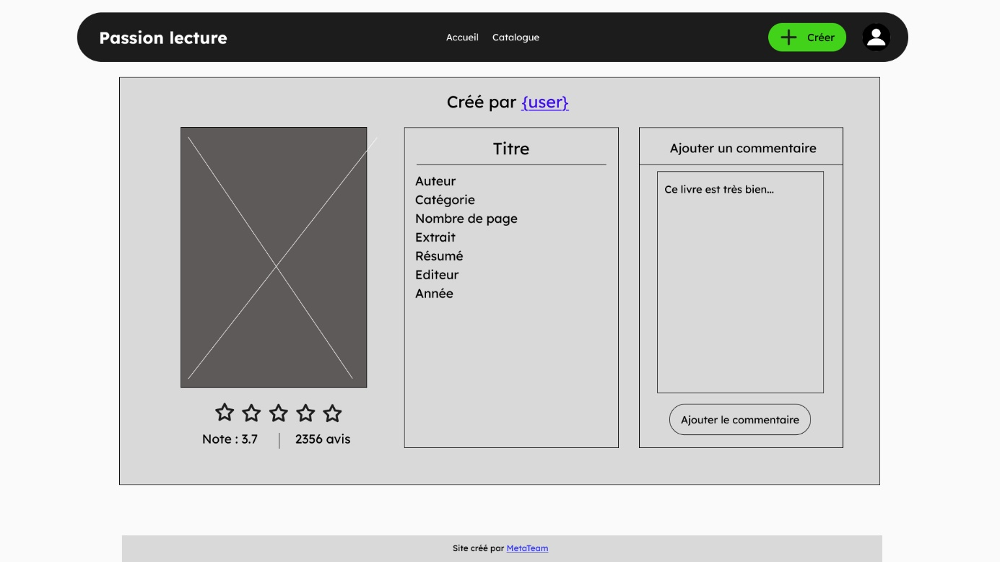 Passion lecture
Accueil
Catalogue
Créer
Créé par {user}
Note : 3.7
2356 avis
Titre
Auteur
Catégorie
Nombre de page
Extrait
Résumé
Editeur
Année
Ajouter un commentaire
Ce livre est très bien...
Ajouter le commentaire
Site créé par MetaTeam